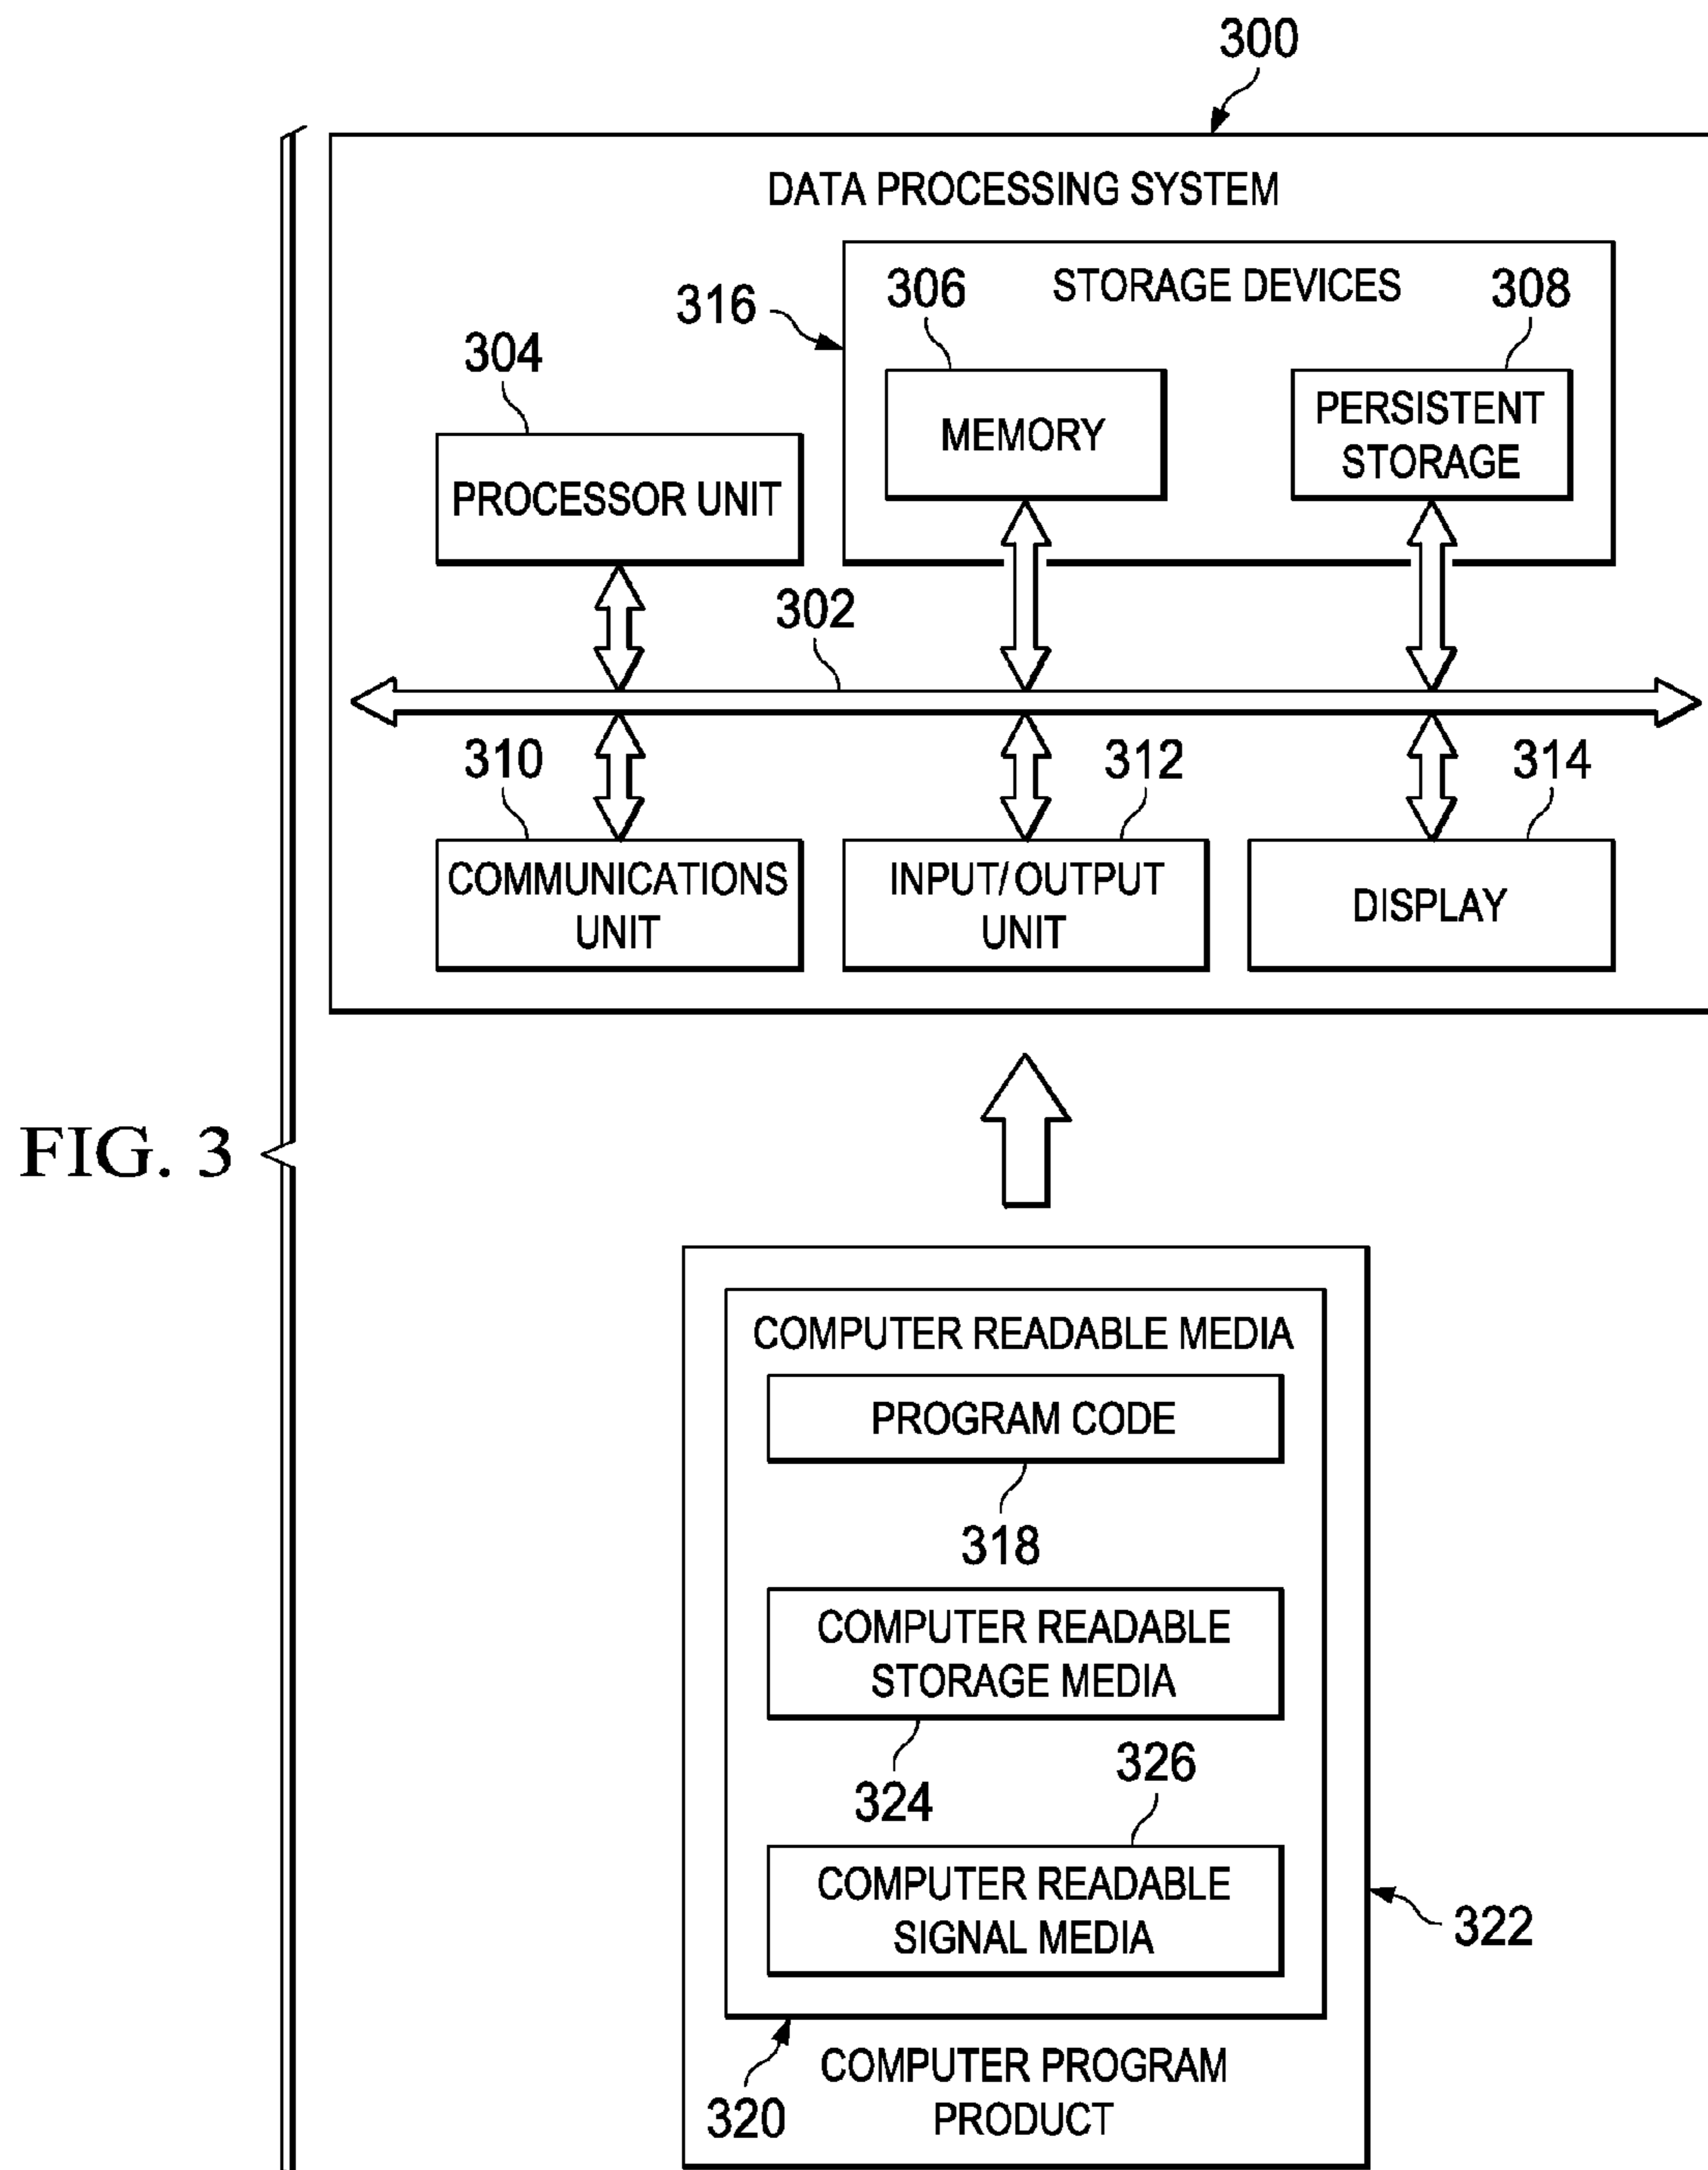 300
DATA PROCESSING SYSTEM
316
306
STORAGE DEVICES
308
304
MEMORY
PERSISTENT
STORAGE
PROCESSOR UNIT
302
310
312
314
COMMUNICATIONS
UNIT
INPUT/OUTPUT
UNIT
DISPLAY
FIG. 3
COMPUTER READABLE MEDIA
PROGRAM CODE
318
COMPUTER READABLE
STORAGE MEDIA
324
326
COMPUTER READABLE
SIGNAL MEDIA
322
320
COMPUTER PROGRAM
PRODUCT